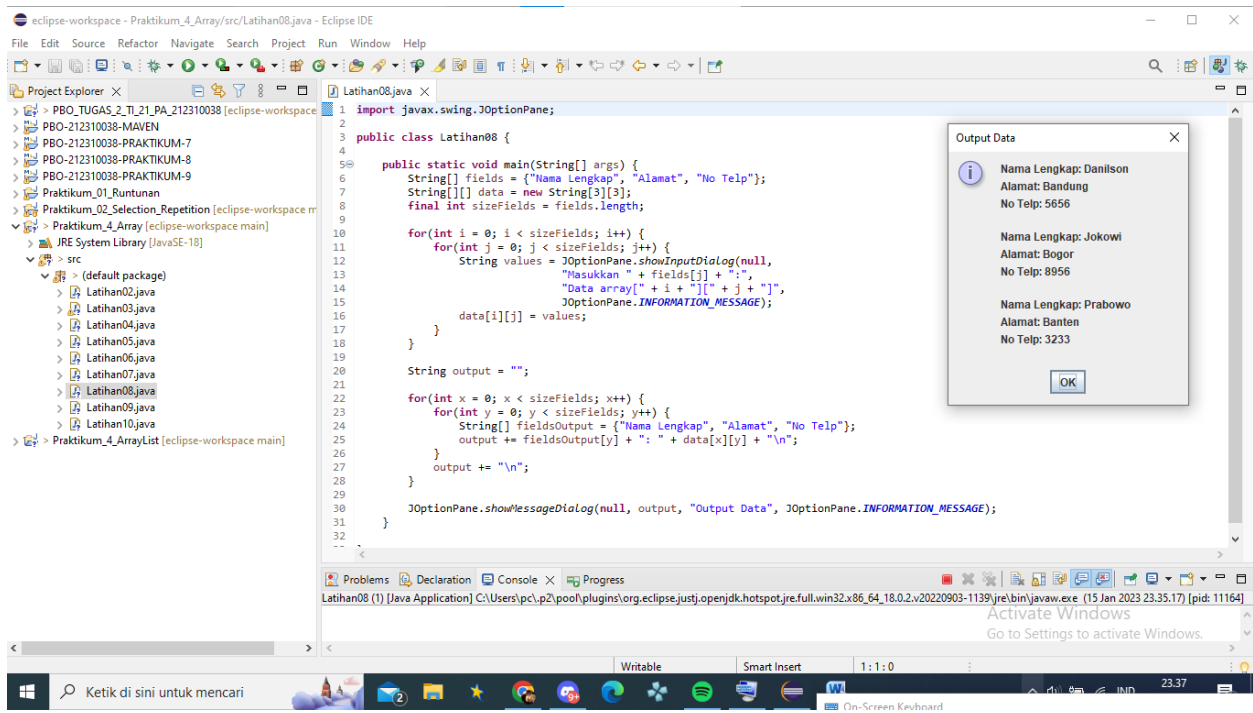 eclipse-workspace - Praktikum_4_Array/src/Latihan08.java - Eclipse IDE
File Edit Source Refactor Navigate Search Project Run Window Help
Project Explorer
> PBO_TUGAS_2_TI_21_PA_212310038 [eclipse-workspace
PBO-212310038-MAVEN
PBO-212310038-PRAKTIKUM-7
PBO-212310038-PRAKTIKUM-8
PBO-212310038-PRAKTIKUM-9
Praktikum_01_Runtunan
Praktikum_02_Selection_Repetition [eclipse-workspace m
> Praktikum_4_Array [eclipse-workspace main]
JRE System Library [JavaSE-18]
> src
> (default package)
Latihan02.java
Latihan03.java
Latihan04.java
Latihan05.java
Latihan06.java
Latihan07.java
Latihan08.java
Latihan09.java
Latihan10.java
> Praktikum_4_ArrayList [eclipse-workspace main]
Latihan08.java
1 import javax.swing.JOptionPane;
2
3 public class Latihan08 {
4
5 public static void main(String[] args) {
6 String[] fields = {"Nama Lengkap", "Alamat", "No Telp"};
7 String[][] data = new String[3][3];
8 final int sizeFields = fields.length;
9
10 for(int i = 0; i < sizeFields; i++) {
11 for(int j = 0; j < sizeFields; j++) {
12 String values = JOptionPane.showInputDialog(null,
13 "Masukkan " + fields[j] + ":",
14 "Data array[" + i + "][" + j + "]",
15 JOptionPane.INFORMATION_MESSAGE);
16 data[i][j] = values;
17 }
18 }
19
20 String output = "";
21
22 for(int x = 0; x < sizeFields; x++) {
23 for(int y = 0; y < sizeFields; y++) {
24 String[] fieldsOutput = {"Nama Lengkap", "Alamat", "No Telp"};
25 output += fieldsOutput[y] + ": " + data[x][y] + "\n";
26 }
27 output += "\n";
28 }
29
30 JOptionPane.showMessageDialog(null, output, "Output Data", JOptionPane.INFORMATION_MESSAGE);
31 }
32
Output Data
Nama Lengkap: Danilson
Alamat: Bandung
No Telp: 5656
Nama Lengkap: Jokowi
Alamat: Bogor
No Telp: 8956
Nama Lengkap: Prabowo
Alamat: Banten
No Telp: 3233
OK
Problems Declaration Console Progress
Latihan08 (1) [Java Application] C:\Users\pc\.p2\pool\plugins\org.eclipse.justj.openjdk.hotspot.jre.full.win32.x86_64_18.0.2.v20220903-1139\jre\bin\javaw.exe (15 Jan 2023 23.35.17) [pid: 11164]
Activate Windows
Go to Settings to activate Windows.
Writable Smart Insert 1 : 1 : 0
Ketik di sini untuk mencari
2
IND
23.37
On-Screen Keyboard